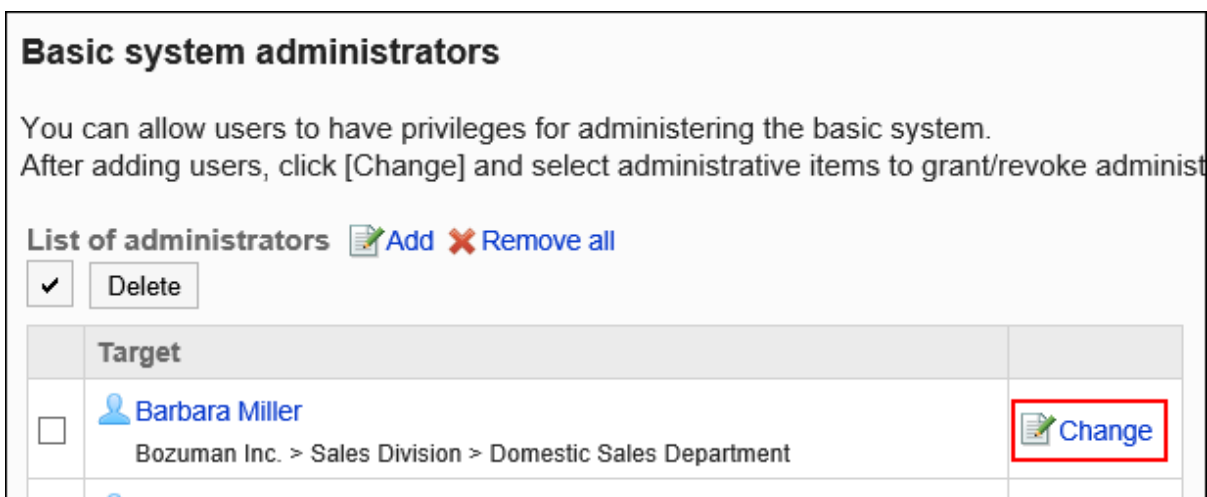 Basic system administrators
You can allow users to have privileges for administering the basic system.
After adding users, click [Change] and select administrative items to grant/revoke administ
List of administrators Add Remove all
Delete
Target
Barbara Miller
Change
Bozuman Inc. > Sales Division > Domestic Sales Department